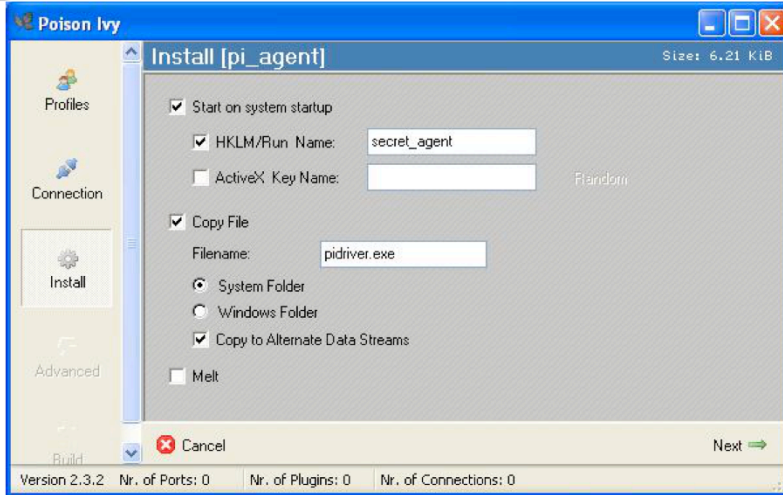 Poison Ivy
Install [pi_agent]
Size: 6.21 KiB
Profiles
Connection
Install
Advanced
Build
Start on system startup
HKLM/Run Name:
secret_agent
ActiveX Key Name:
Random
Copy File
Filename:
pidriver.exe
System Folder
Windows Folder
Copy to Alternate Data Streams
Melt
Cancel
Next
Version 2.3.2
Nr. of Ports: 0
Nr. of Plugins: 0
Nr. of Connections: 0